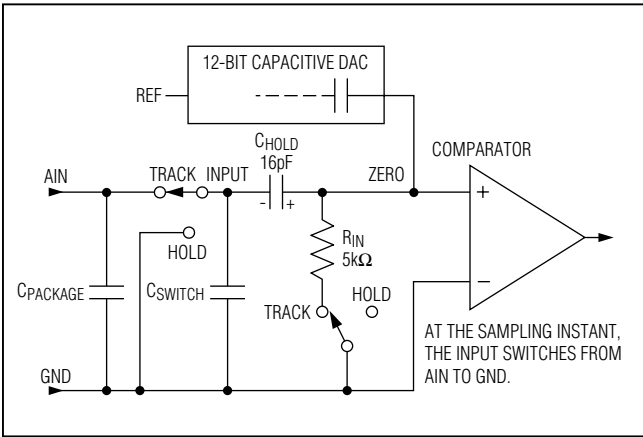 12-BIT CAPACITIVE DAC
REF
CHOLD
16pF
COMPARATOR
AIN
TRACK
INPUT
ZERO
+
- +
HOLD
RIN
5kΩ
−
CPACKAGE
CSWITCH
HOLD
TRACK
AT THE SAMPLING INSTANT,
THE INPUT SWITCHES FROM
AIN TO GND.
GND